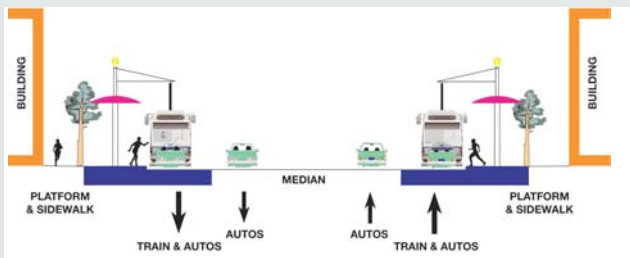 BUILDING
BUILDING
MEDIAN
PLATFORM
& SIDEWALK
PLATFORM
& SIDEWALK
AUTOS
AUTOS
TRAIN & AUTOS
TRAIN & AUTOS